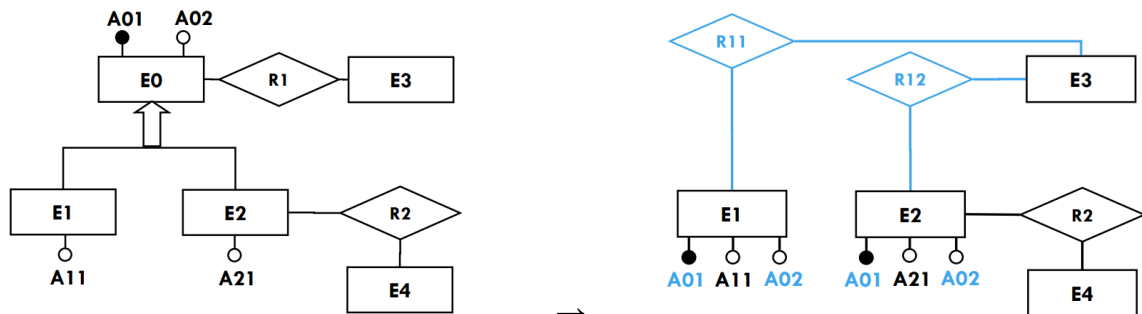 A01 A02
E0 R1 E3
E1 E2 R2
A11 A21
E4
→
R11
R12 E3
E1 E2 R2
A01 A11 A02 A01 A21 A02
E4